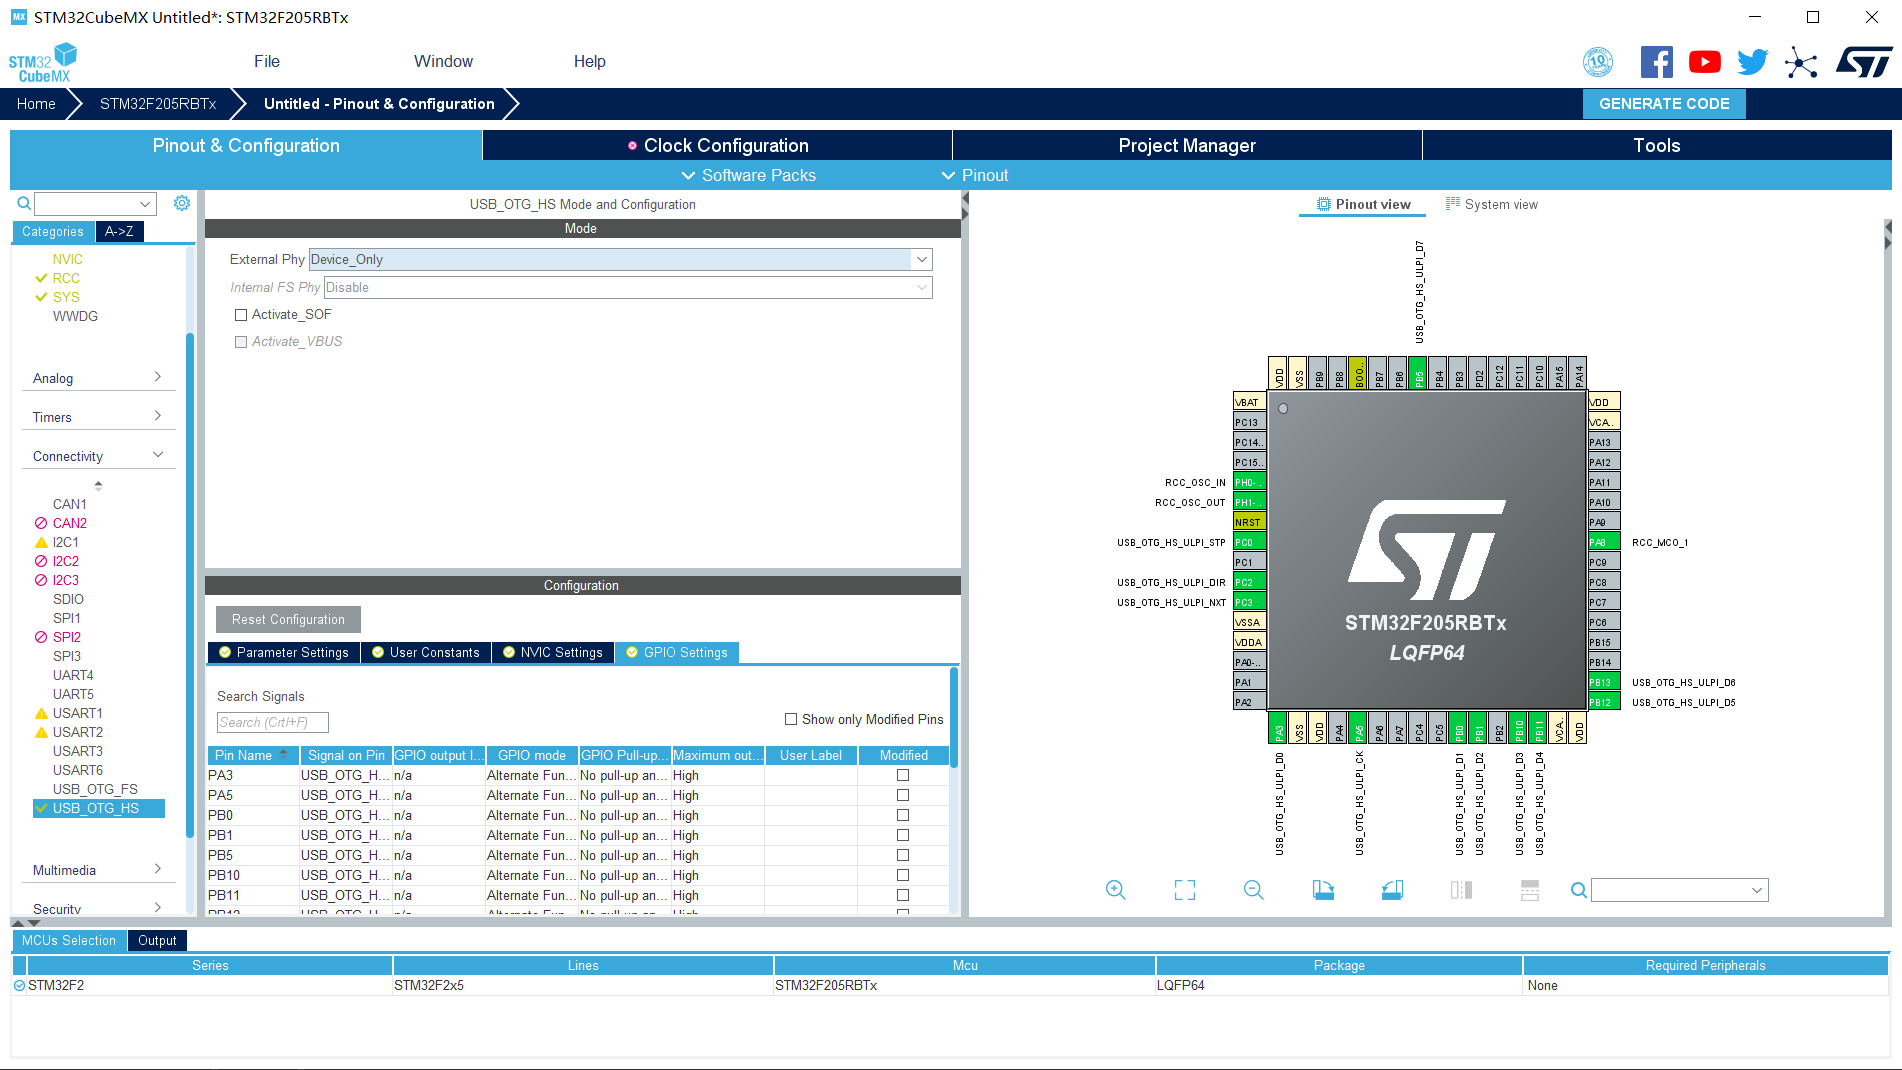 MX STM32CubeMX Untitled*: STM32F205RBTx
STM32
CubeMX
File Window Help
10
Home STM32F205RBTx Untitled - Pinout & Configuration GENERATE CODE
Pinout & Configuration Clock Configuration Project Manager Tools
Software Packs Pinout
Categories A->Z
NVIC
RCC
SYS
WWDG
Analog
Timers
Connectivity
CAN1
CAN2
I2C1
I2C2
I2C3
SDIO
SPI1
SPI2
SPI3
UART4
UART5
USART1
USART2
USART3
USART6
USB_OTG_FS
USB_OTG_HS
Multimedia
Security
USB_OTG_HS Mode and Configuration
Mode
External Phy Device_Only
Internal FS Phy Disable
Activate_SOF
Activate_VBUS
Configuration
Reset Configuration
Parameter Settings User Constants NVIC Settings GPIO Settings
Search Signals
Search (Crtl+F)
Show only Modified Pins
Pin Name Signal on Pin GPIO output l... GPIO mode GPIO Pull-up... Maximum out... User Label Modified
PA3 USB_OTG_H... n/a Alternate Fun... No pull-up an... High
PA5 USB_OTG_H... n/a Alternate Fun... No pull-up an... High
PB0 USB_OTG_H... n/a Alternate Fun... No pull-up an... High
PB1 USB_OTG_H... n/a Alternate Fun... No pull-up an... High
PB5 USB_OTG_H... n/a Alternate Fun... No pull-up an... High
PB10 USB_OTG_H... n/a Alternate Fun... No pull-up an... High
PB11 USB_OTG_H... n/a Alternate Fun... No pull-up an... High
PB12 USB_OTG_H... n/a Alternate Fun... No pull-up an... High
Pinout view System view
USB_OTG_HS_ULPI_D7
VDD VSS PB9 PB8 BOO.. PB7 PB6 PB5 PB4 PB3 PD2 PC12 PC11 PC10 PA15 PA14
VBAT
PC13
PC14..
PC15..
RCC_OSC_IN PH0-..
RCC_OSC_OUT PH1-..
NRST
USB_OTG_HS_ULPI_STP PC0
PC1
USB_OTG_HS_ULPI_DIR PC2
USB_OTG_HS_ULPI_NXT PC3
VSSA
VDDA
PA0-..
PA1
PA2
ST
STM32F205RBTx
LQFP64
VDD
VCA..
PA13
PA12
PA11
PA10
PA9
PA8 RCC_MCO_1
PC9
PC8
PC7
PC6
PB15
PB14
PB13 USB_OTG_HS_ULPI_D6
PB12 USB_OTG_HS_ULPI_D5
PA3 VSS VDD PA4 PA5 PA6 PA7 PC4 PC5 PB0 PB1 PB2 PB10 PB11 VCA.. VDD
USB_OTG_HS_ULPI_D0
USB_OTG_HS_ULPI_CK
USB_OTG_HS_ULPI_D1
USB_OTG_HS_ULPI_D2
USB_OTG_HS_ULPI_D3
USB_OTG_HS_ULPI_D4
MCUs Selection Output
Series Lines Mcu Package Required Peripherals
STM32F2 STM32F2x5 STM32F205RBTx LQFP64 None